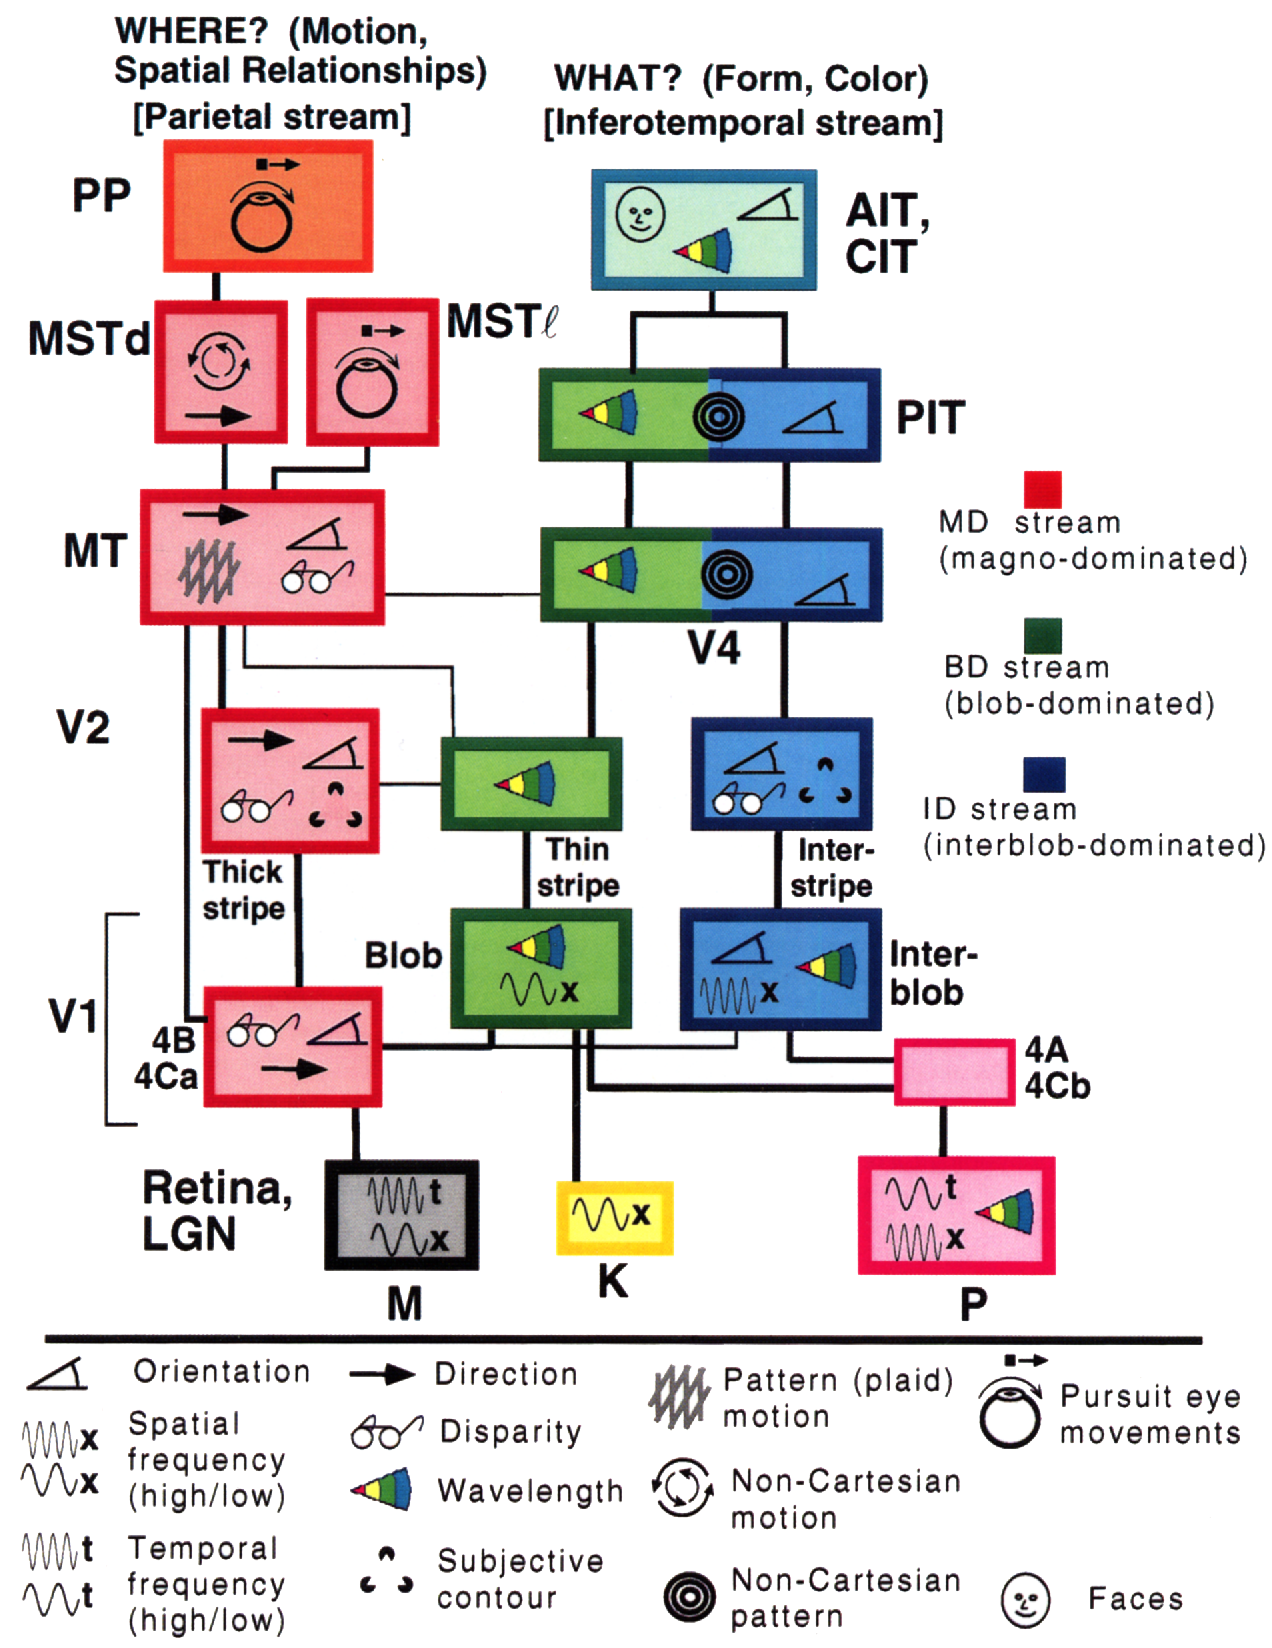 WHERE? (Motion,
Spatial Relationships)
[Parietal stream]
WHAT? (Form, Color)
[Inferotemporal stream]
PP
AIT,
CIT
MSTd
MSTℓ
PIT
MT
V4
MD stream
(magno-dominated)
BD stream
(blob-dominated)
ID stream
(interblob-dominated)
V2
Thick
stripe
Thin
stripe
Inter-
stripe
V1
Blob
Inter-
blob
4B
4Ca
4A
4Cb
Retina,
LGN
t
x
M
x
K
t
x
P
x
x
Orientation
Spatial
frequency
(high/low)
x
x
Temporal
frequency
(high/low)
t
t
Direction
Disparity
Wavelength
Subjective
contour
Pattern (plaid)
motion
Non-Cartesian
motion
Non-Cartesian
pattern
Pursuit eye
movements
Faces